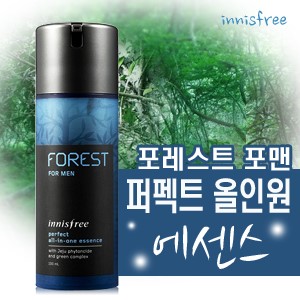 innisfree
FOREST
FOR MEN
innisfree
perfect
all-in-one essence
with Jeju phytoncide
and green complex
포레스트 포맨
퍼펙트 올인원
에센스